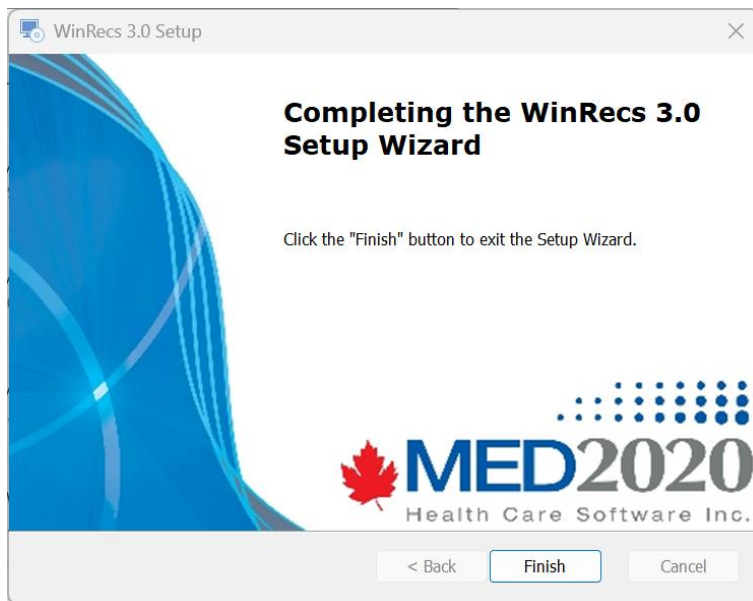 WinRecs 3.0 Setup
Completing the WinRecs 3.0
Setup Wizard
Click the "Finish" button to exit the Setup Wizard.
MED2020
Health Care Software Inc.
< Back Finish Cancel